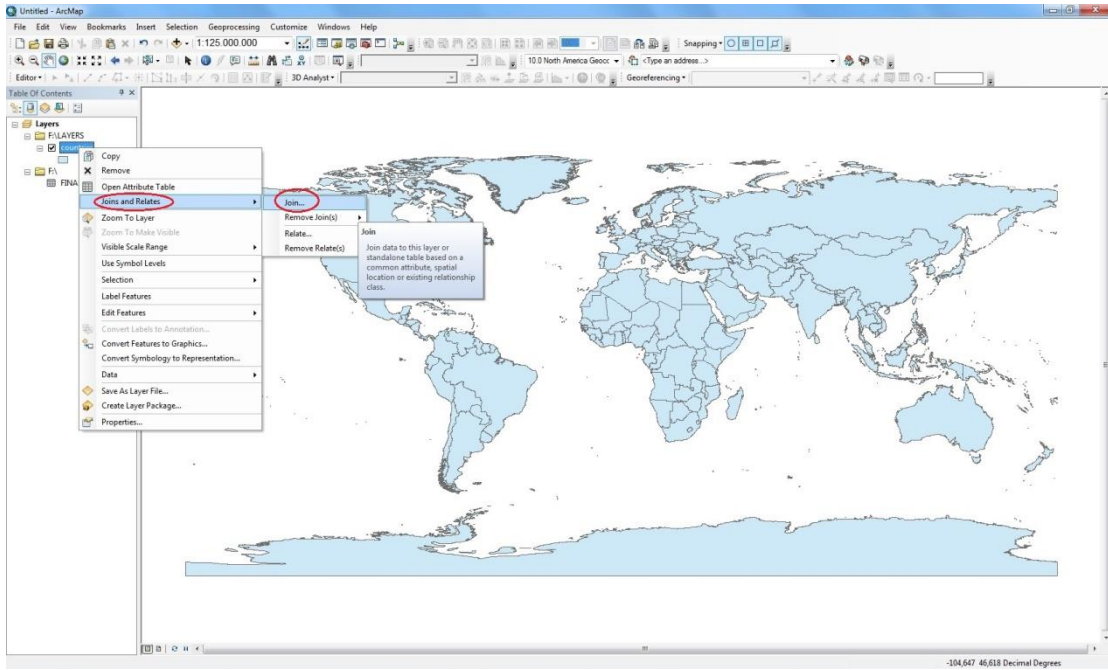 Untitled - ArcMap
File Edit View Bookmarks Insert Selection Geoprocessing Customize Windows Help
1:125.000.000
Snapping
10.0 North America Geocc
<Type an address...>
Editor
3D Analyst
Georeferencing
Table Of Contents
Layers
F:\LAYERS
F:\
FINA
Copy
Remove
Open Attribute Table
Joins and Relates
Zoom To Layer
Zoom To Make Visible
Visible Scale Range
Use Symbol Levels
Selection
Label Features
Edit Features
Convert Labels to Annotation...
Convert Features to Graphics...
Convert Symbology to Representation...
Data
Save As Layer File...
Create Layer Package...
Properties...
Join...
Remove Join(s)
Relate...
Remove Relate(s)
Join
Join data to this layer or
standalone table based on a
common attribute, spatial
location or existing relationship
class.
-104,647 46,618 Decimal Degrees